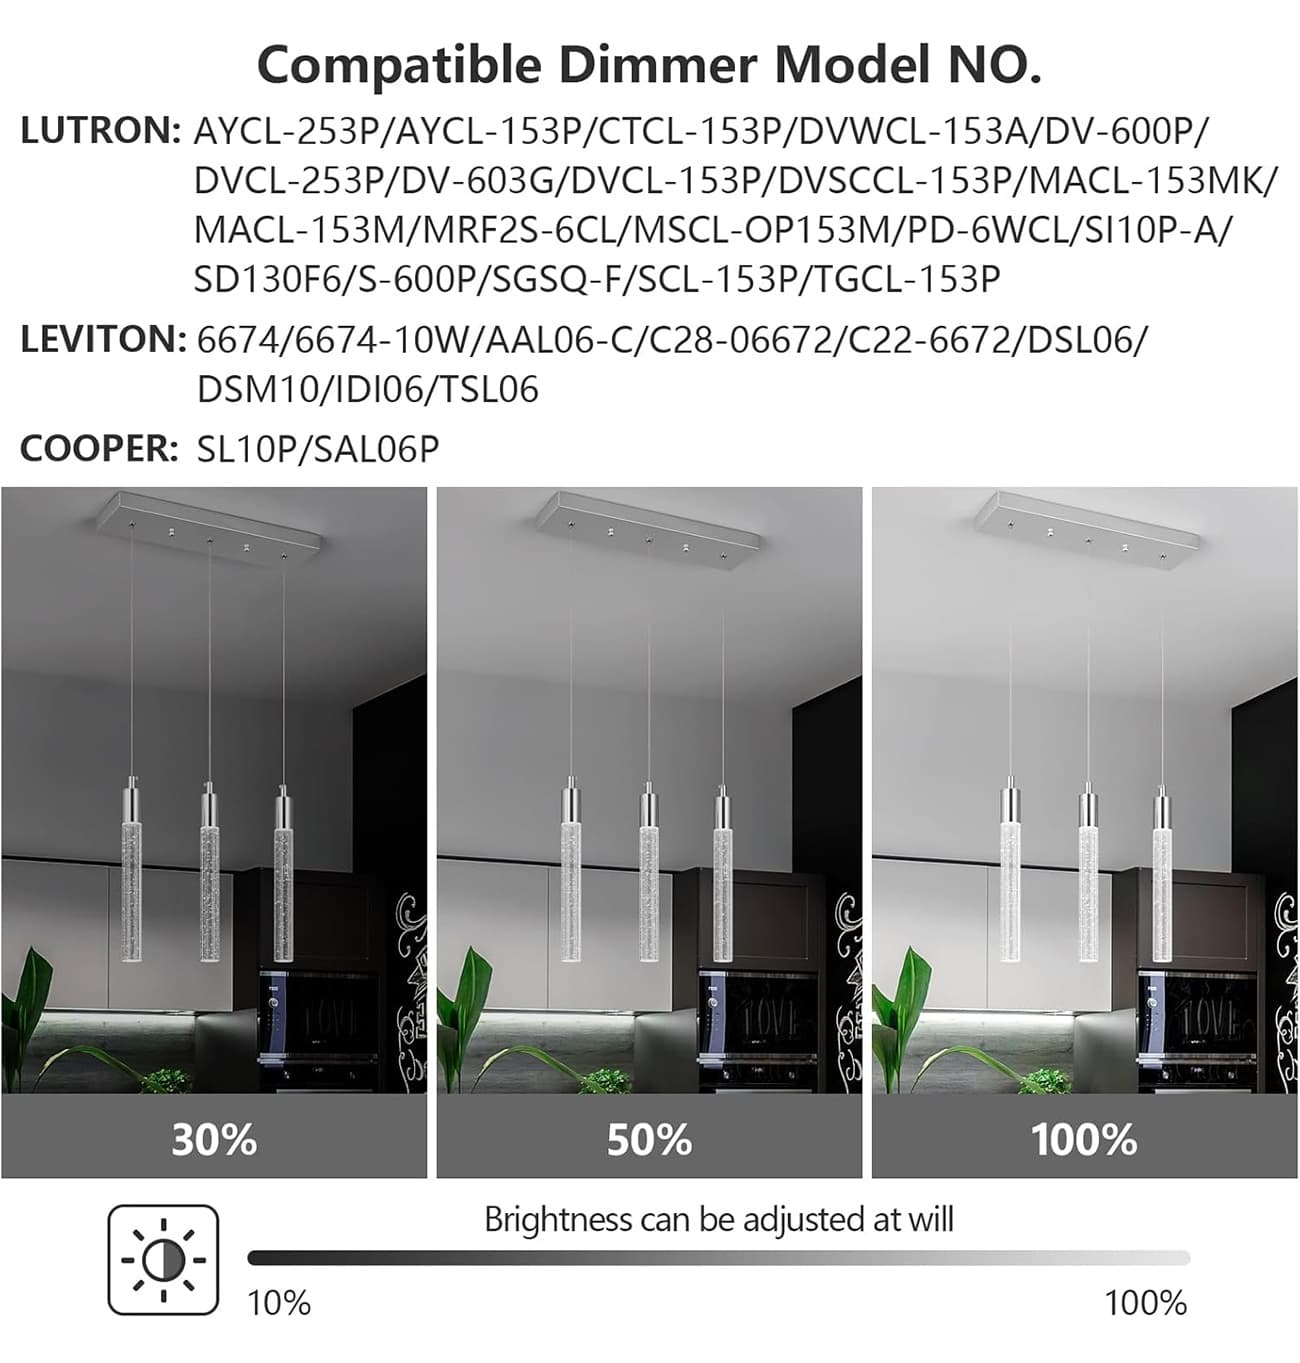 Compatible Dimmer Model NO.
LUTRON: AYCL-253P/AYCL-153P/CTCL-153P/DVWCL-153A/DV-600P/
DVCL-253P/DV-603G/DVCL-153P/DVSCCL-153P/MACL-153MK/
MACL-153M/MRF2S-6CL/MSCL-OP153M/PD-6WCL/SI10P-A/
SD130F6/S-600P/SGSQ-F/SCL-153P/TGCL-153P
LEVITON: 6674/6674-10W/AAL06-C/C28-06672/C22-6672/DSL06/
DSM10/IDI06/TSL06
COOPER: SL10P/SAL06P
30%
50%
100%
Brightness can be adjusted at will
10%
100%